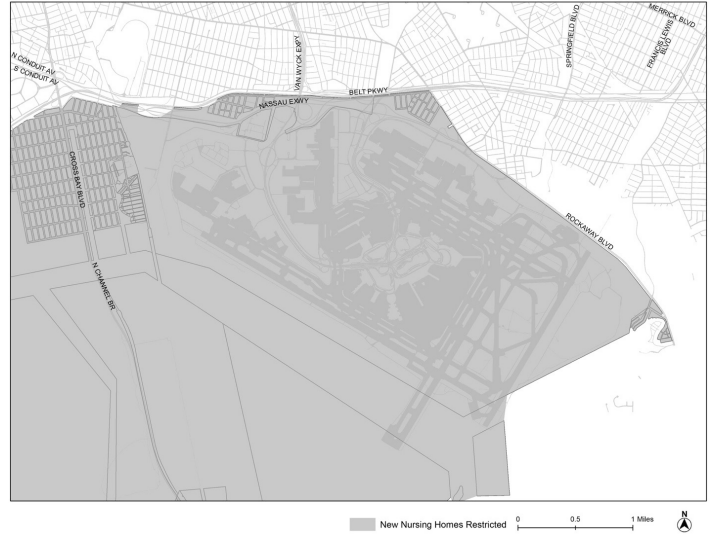 MERRICK BLVD
SPRINGFIELD BLVD
FRANCIS LEWIS
BLVD
N CONDUIT AV
S CONDUIT AV
VAN WYCK EXPY
BELT PKWY
NASSAU EXWY
CROSS BAY BLVD
ROCKAWAY BLVD
N CHANNEL BR
New Nursing Homes Restricted
0 0.5 1 Miles
N